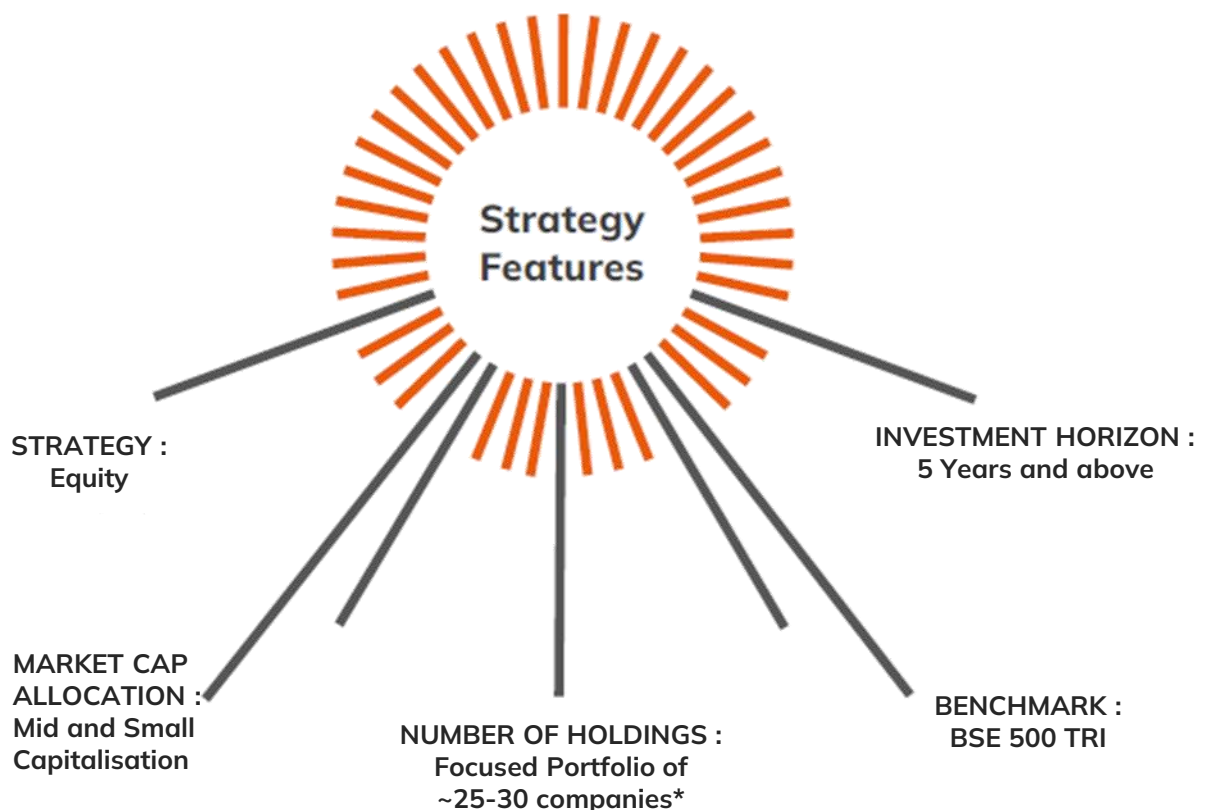 Strategy
Features
STRATEGY :
Equity
INVESTMENT HORIZON :
5 Years and above
MARKET CAP
ALLOCATION :
Mid and Small
Capitalisation
NUMBER OF HOLDINGS :
Focused Portfolio of
~25-30 companies*
BENCHMARK :
BSE 500 TRI